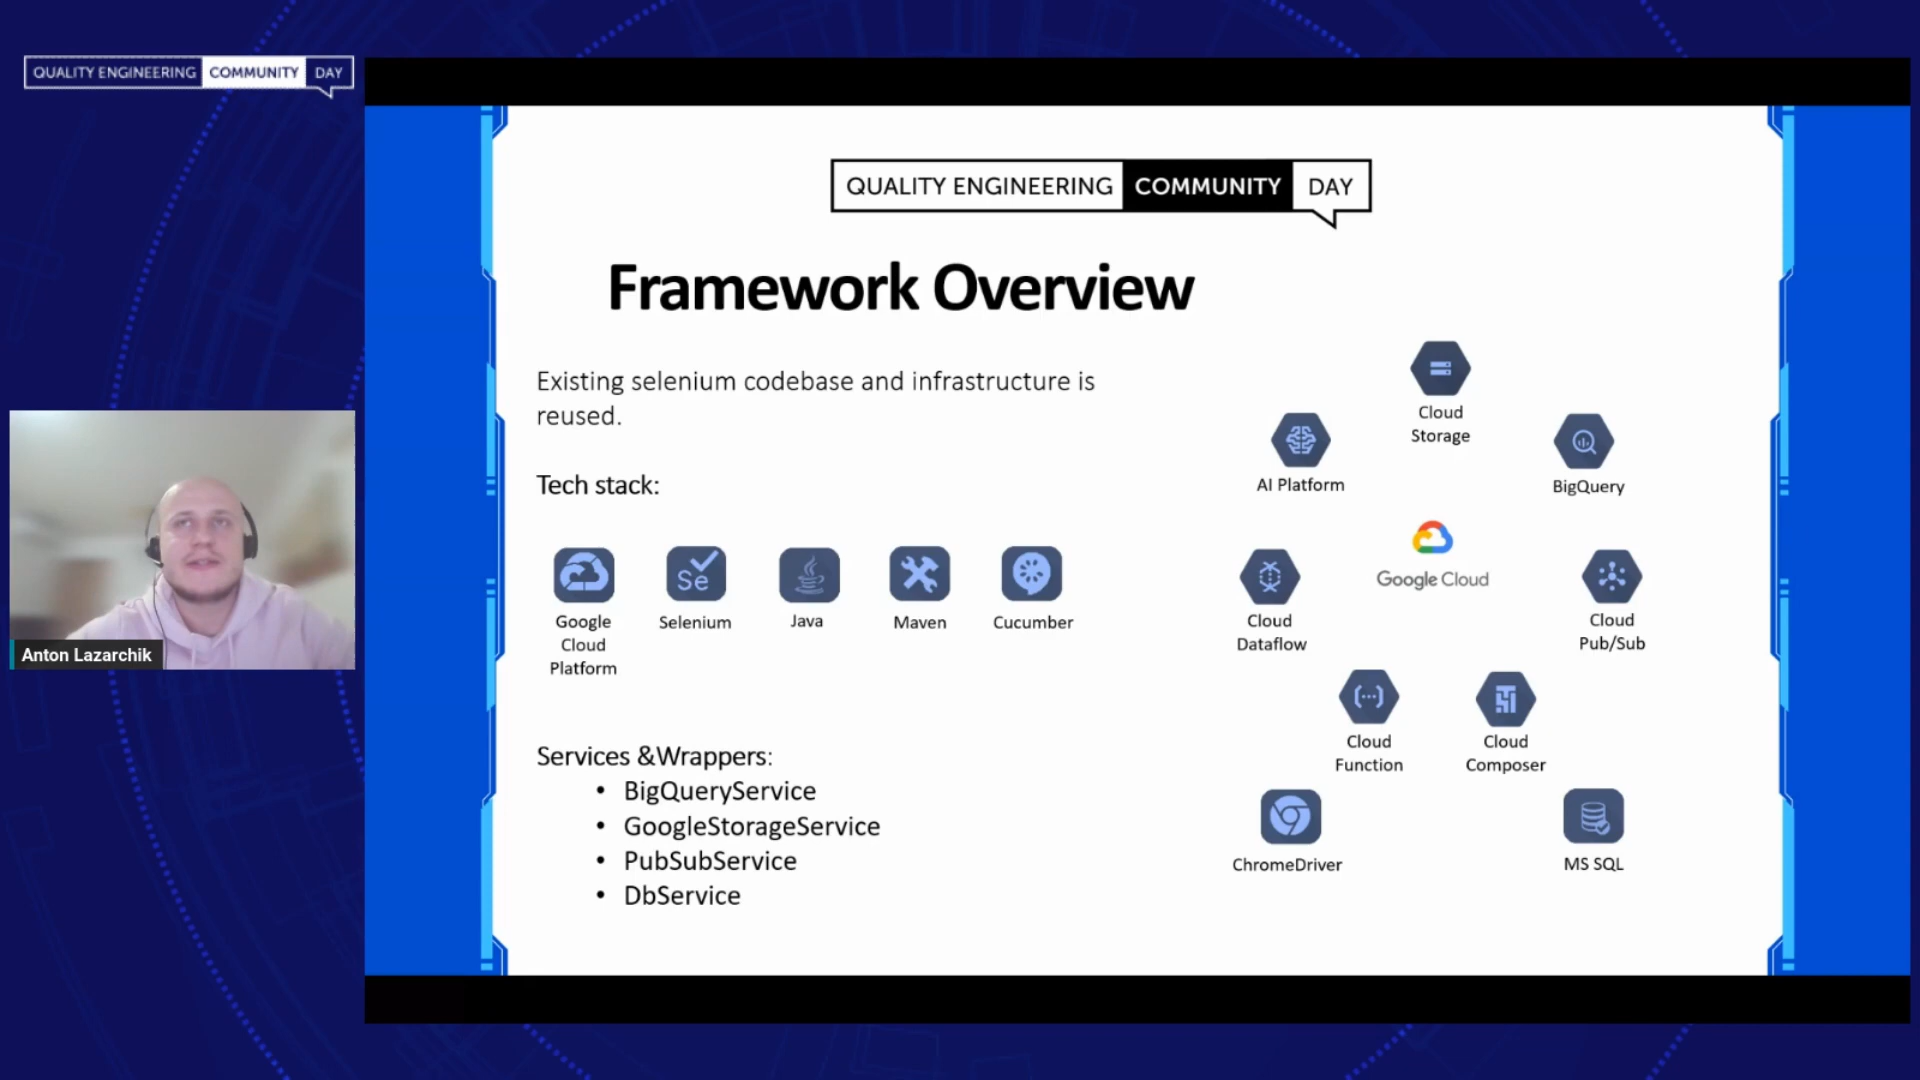 QUALITY ENGINEERING COMMUNITY DAY
QUALITY ENGINEERING COMMUNITY DAY
Framework Overview
Existing selenium codebase and infrastructure is
reused.
Tech stack:
Google
Cloud
Platform
Se
Selenium
Java
Maven
Cucumber
Services &Wrappers:
• BigQueryService
• GoogleStorageService
• PubSubService
• DbService
Cloud
Storage
AI Platform
BigQuery
Google Cloud
Cloud
Dataflow
Cloud
Pub/Sub
Cloud
Function
Cloud
Composer
ChromeDriver
MS SQL
Anton Lazarchik